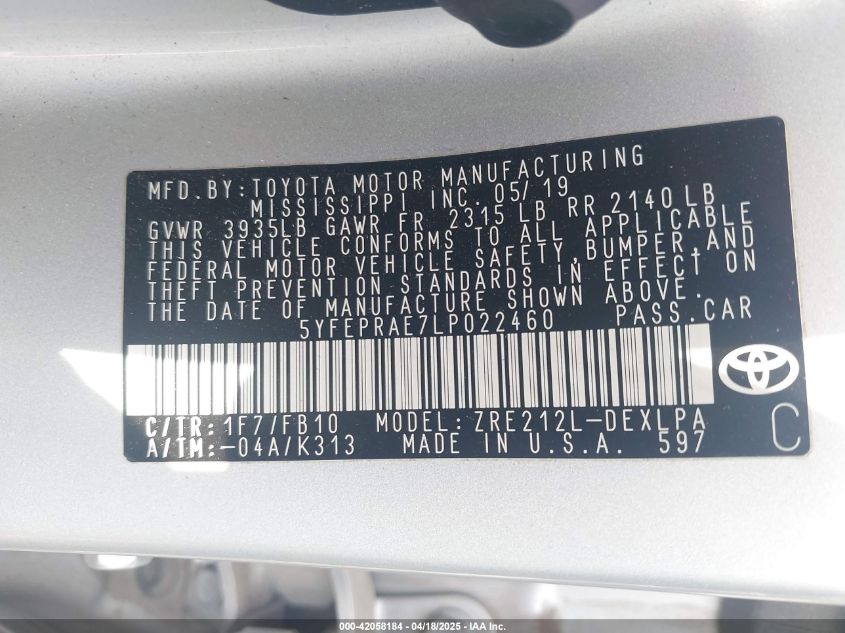 MFD. BY: TOYOTA MOTOR MANUFACTURING
MISSISSIPPI INC. 05/19
GVWR 3935LB GAWR FR 2315 LB RR 2140 LB
THIS VEHICLE CONFORMS TO ALL APPLICABLE
FEDERAL MOTOR VEHICLE SAFETY, BUMPER, AND
THEFT PREVENTION STANDARDS IN EFFECT ON
THE DATE OF MANUFACTURE SHOWN ABOVE.
5YFEPRAE7LP022460 PASS. CAR
C/TR: 1F7/FB10 MODEL: ZRE212L-DEXLPA
A/TM: -04A/K313 MADE IN U.S.A. 597
C
000-42058184 | 04/18/2025 - IAA Inc.